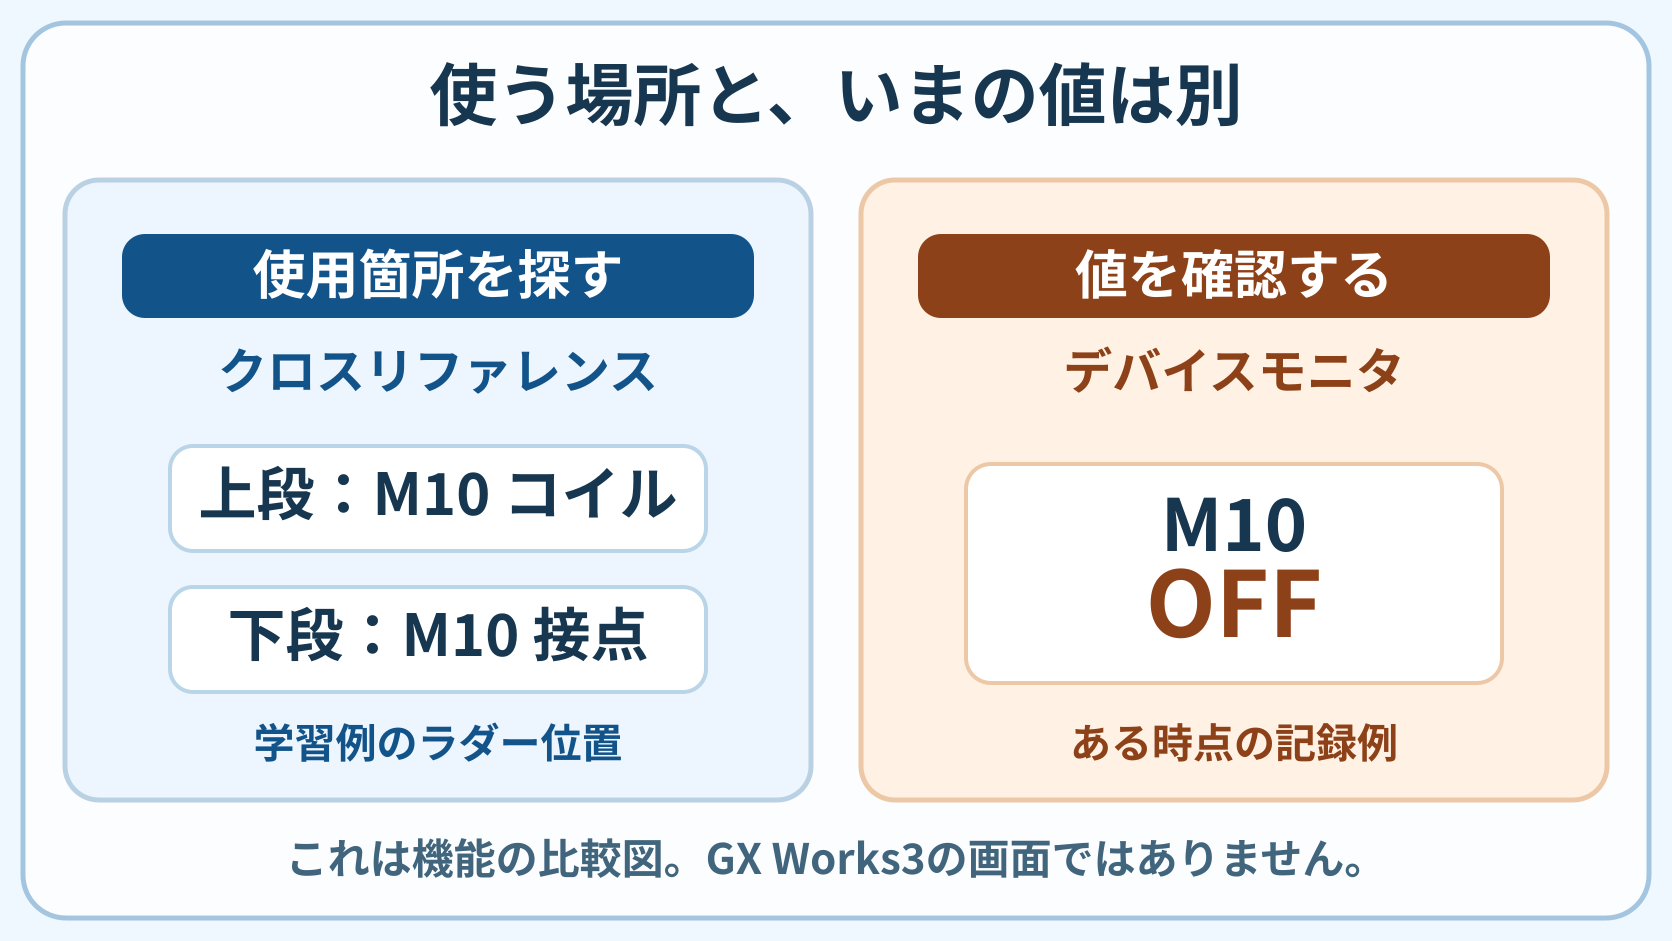 使う場所と、いまの値は別
使用箇所を探す
クロスリファレンス
上段：M10 コイル
下段：M10 接点
学習例のラダー位置
値を確認する
デバイスモニタ
M10
OFF
ある時点の記録例
これは機能の比較図。GX Works3の画面ではありません。